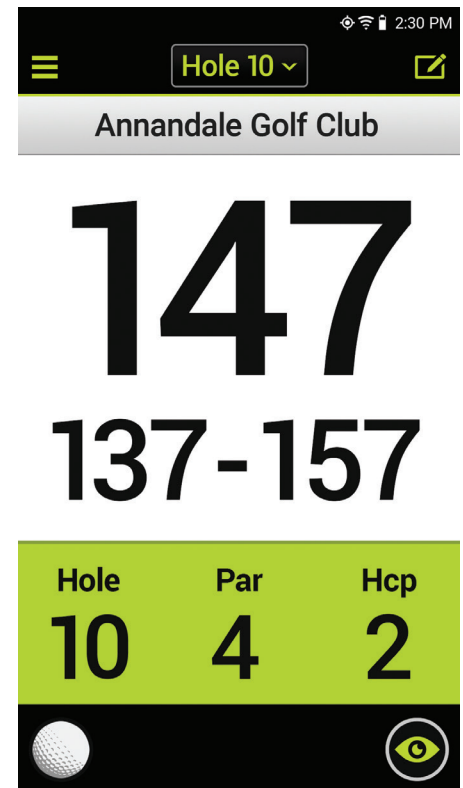 2:30 PM
Hole 10
Annandale Golf Club
147
137-157
Hole Par Hcp
10 4 2